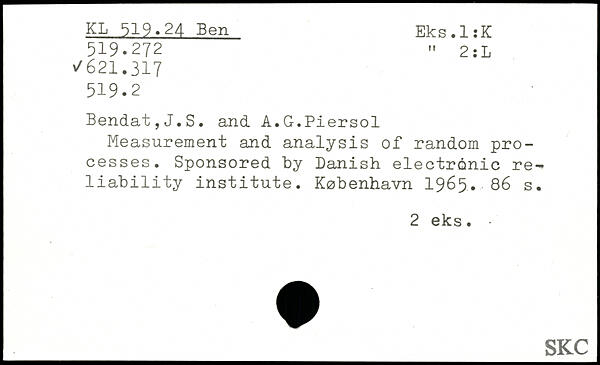 KL 519.24 Ben Eks.1:K
519.272 " 2:L
✓621.317
519.2
Bendat,J.S. and A.G.Piersol
Measurement and analysis of random pro-
cesses. Sponsored by Danish electronic re-
liability institute. København 1965. 86 s.
2 eks.
SKC